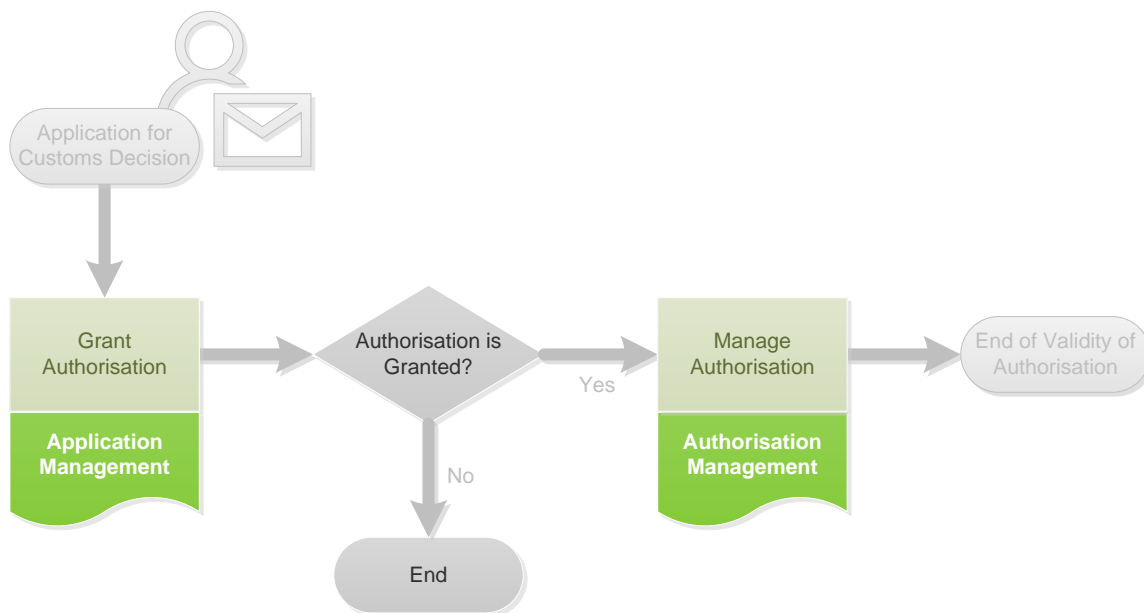 Application for
Customs Decision
Grant
Authorisation
Application
Management
Authorisation is
Granted?
Yes
No
End
Manage
Authorisation
Authorisation
Management
End of Validity of
Authorisation